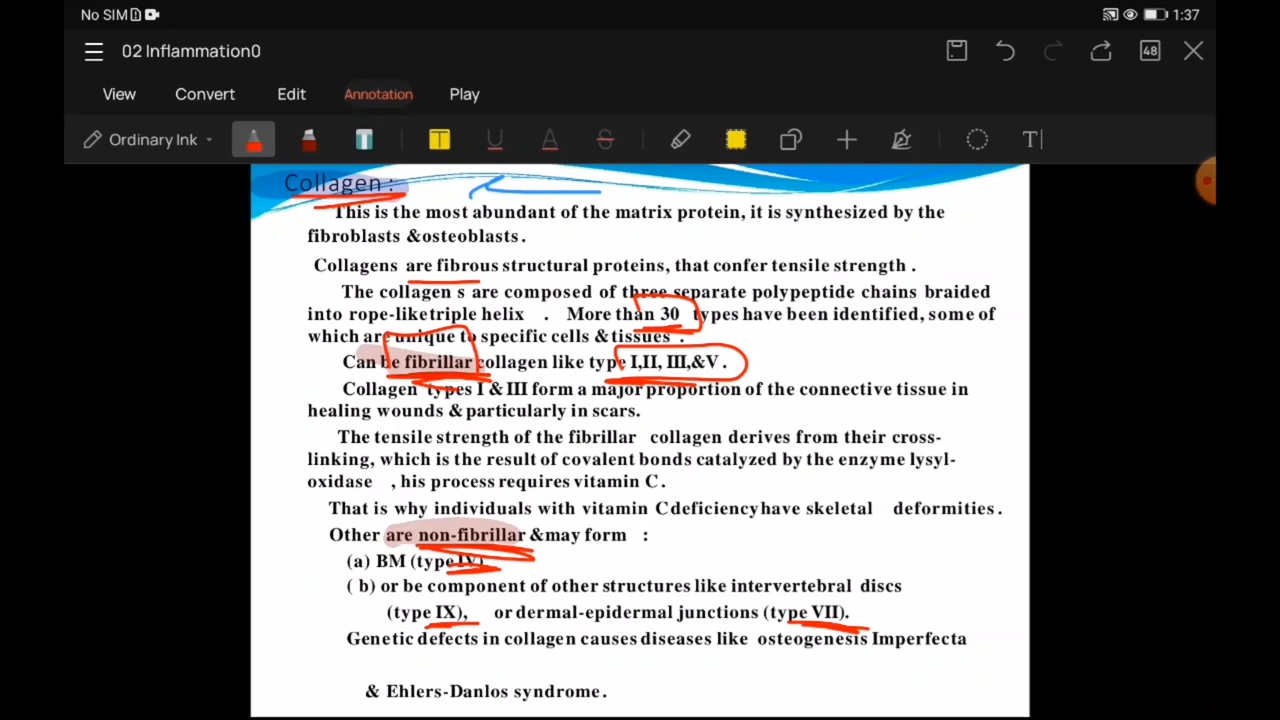 No SIM 1:37
02 Inflammation0 48
View Convert Edit Annotation Play
Ordinary Ink T
Collagen :
This is the most abundant of the matrix protein, it is synthesized by the
fibroblasts &osteoblasts.
Collagens are fibrous structural proteins, that confer tensile strength .
The collagen s are composed of three separate polypeptide chains braided
into rope-liketriple helix . More than 30 types have been identified, some of
which are unique to specific cells &tissues .
Can be fibrillar collagen like type I,II, III,&V .
Collagen types I & III form a major proportion of the connective tissue in
healing wounds & particularly in scars.
The tensile strength of the fibrillar collagen derives from their cross-
linking, which is the result of covalent bonds catalyzed by the enzyme lysyl-
oxidase , his process requires vitamin C .
That is why individuals with vitamin Cdeficiencyhave skeletal deformities .
Other are non-fibrillar &may form :
(a) BM (type IV).
( b) or be component of other structures like intervertebral discs
(type IX), or dermal-epidermal junctions (type VII).
Genetic defects in collagen causes diseases like osteogenesis Imperfecta
& Ehlers-Danlos syndrome .